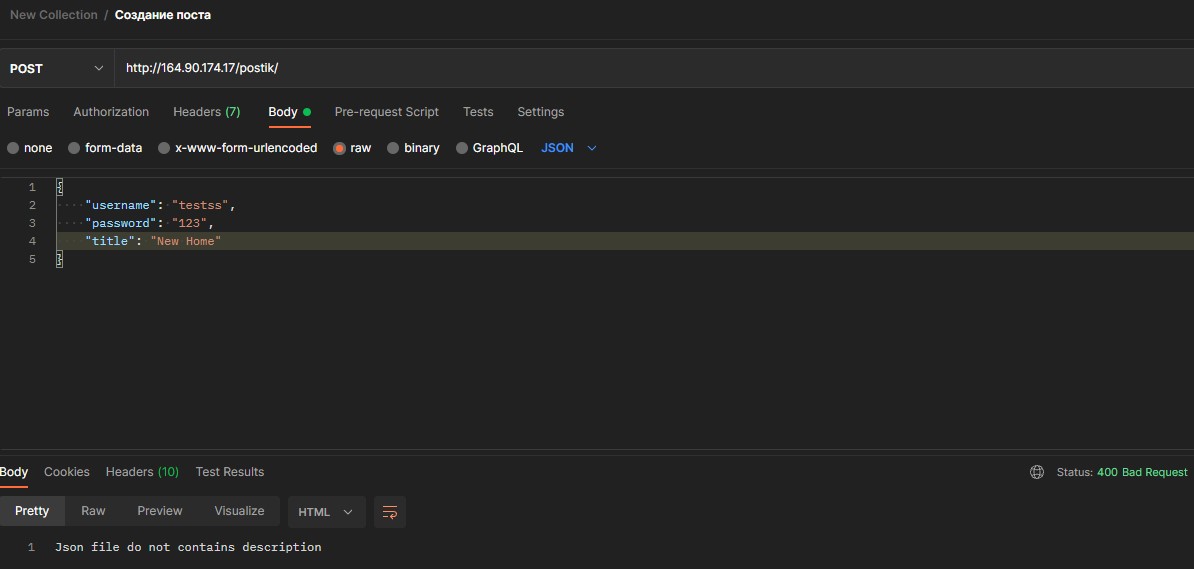 New Collection / Создание поста
POST http://164.90.174.17/postik/
Params Authorization Headers (7) Body Pre-request Script Tests Settings
none form-data x-www-form-urlencoded raw binary GraphQL JSON
1 {
2 "username": "testss",
3 "password": "123",
4 "title": "New Home"
5 }
Body Cookies Headers (10) Test Results Status: 400 Bad Request
Pretty Raw Preview Visualize HTML
1 Json file do not contains description